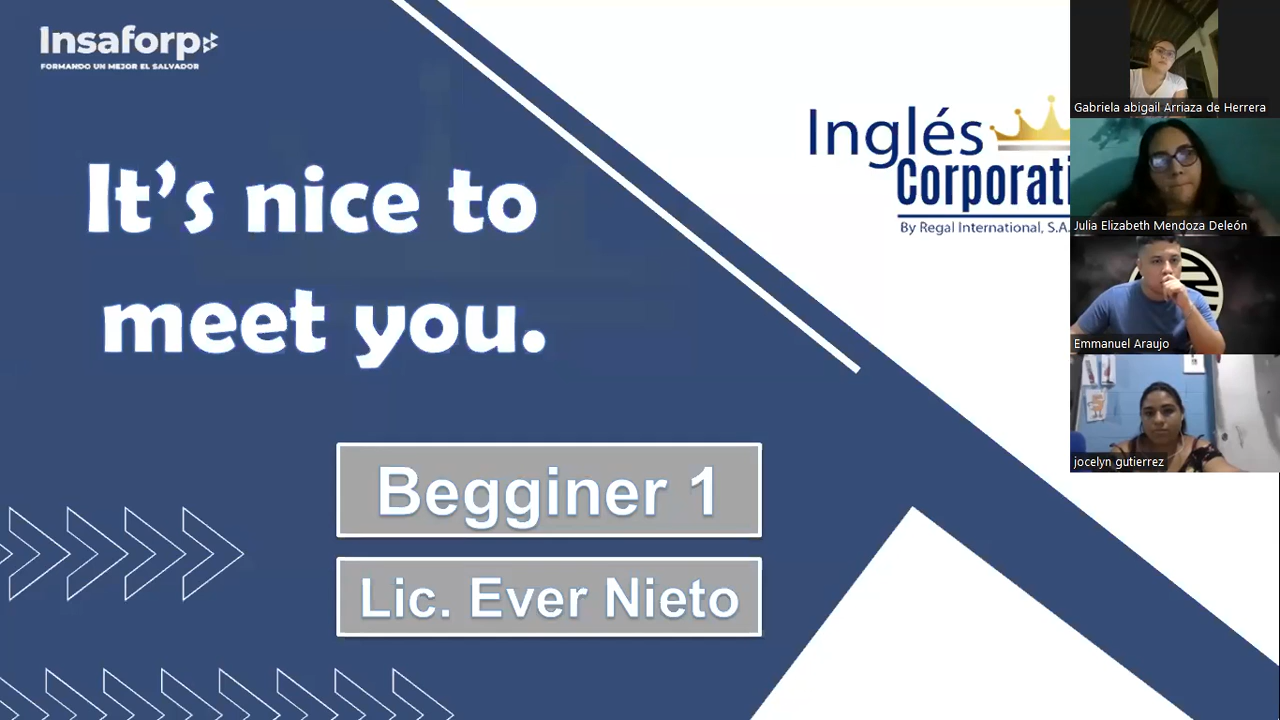 Insaforp
FORMANDO UN MEJOR EL SALVADOR
It's nice to
meet you.
Inglés
Corporati
By Regal International, S.A.
Begginer 1
Lic. Ever Nieto
Gabriela abigail Arriaza de Herrera
Julia Elizabeth Mendoza Deleón
Emmanuel Araujo
jocelyn gutierrez